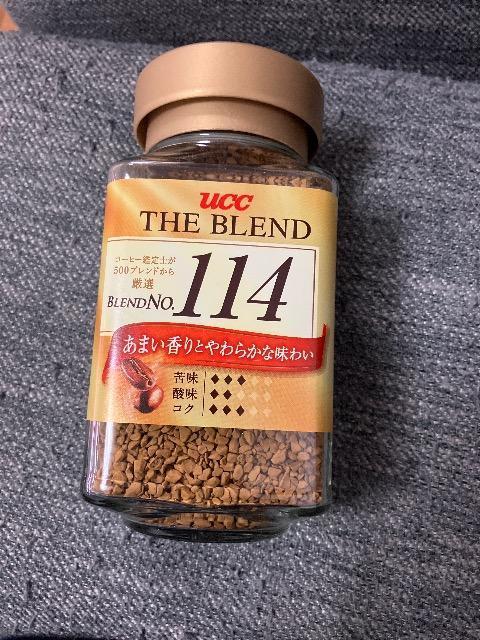 UCC
THE BLEND
コーヒー鑑定士が
500ブレンドから
厳選
BLEND NO. 114
あまい香りとやわらかな味わい
苦味 ◆◆◆
酸味 ◆◆
コク ◆◆◆